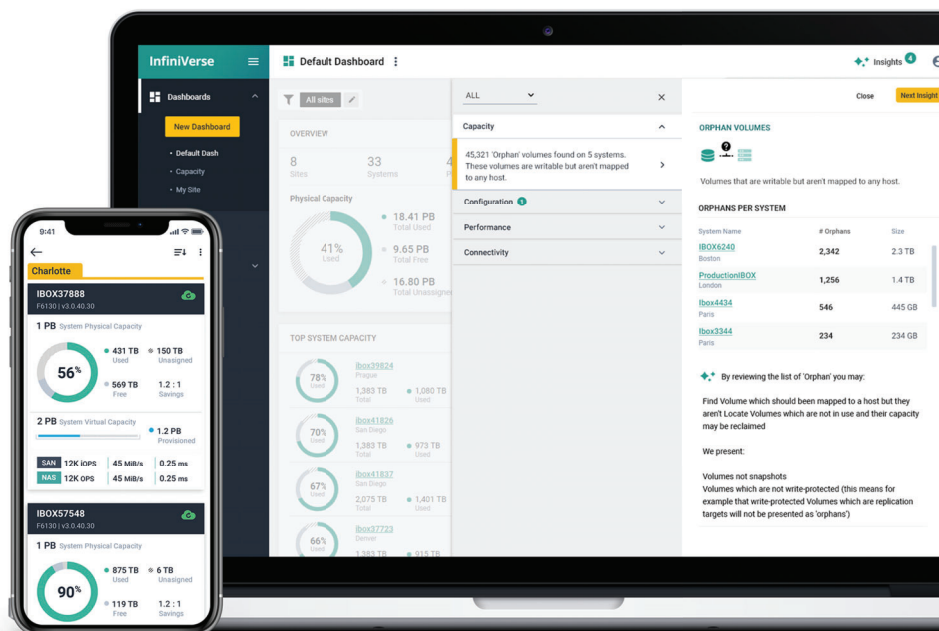 InfiniVerse
Default Dashboard
Insights 4
Dashboards
New Dashboard
Default Dash
Capacity
My Site
All sites
OVERVIEW
8
Sites
33
Systems
4
Physical Capacity
41%
Used
18.41 PB
Total Used
9.65 PB
Total Free
16.80 PB
Total Unassigne
TOP SYSTEM CAPACITY
78%
Used
ibox39824
Prague
1,383 TB
Total
1,080 TB
Used
70%
Used
ibox41826
San Diego
1,383 TB
Total
973 TB
Used
67%
Used
ibox41837
San Diego
2,075 TB
Total
1,401 TB
Used
66%
Used
ibox37723
Denver
1,383 TB
Total
915 TB
Used
ALL
Capacity
45,321 'Orphan' volumes found on 5 systems.
These volumes are writable but aren't mapped
to any host.
Configuration 1
Performance
Connectivity
Close
Next Insight
ORPHAN VOLUMES
?
Volumes that are writable but aren't mapped to any host.
ORPHANS PER SYSTEM
System Name # Orphans Size
IBOX6240 2,342 2.3 TB
Boston
ProductionIBOX 1,256 1.4 TB
London
Ibox4434 546 445 GB
Paris
Ibox3344 234 234 GB
Paris
By reviewing the list of 'Orphan' you may:
Find Volume which should been mapped to a host but they
aren't Locate Volumes which are not in use and their capacity
may be reclaimed
We present:
Volumes not snapshots
Volumes which are not write-protected (this means for
example that write-protected Volumes which are replication
targets will not be presented as 'orphans')
9:41
Charlotte
IBOX37888
F6130 | v3.0.40.30
1 PB System Physical Capacity
56%
431 TB
Used
150 TB
Unasigned
569 TB
Free
1.2 : 1
Savings
2 PB System Virtual Capacity
1.2 PB
Provisioned
SAN 12K iOPS 45 MiB/s 0.25 ms
NAS 12K OPS 45 MiB/s 0.25 ms
IBOX57548
F6130 | v3.0.40.30
1 PB System Physical Capacity
90%
875 TB
Used
6 TB
Unasigned
119 TB
Free
1.2 : 1
Savings